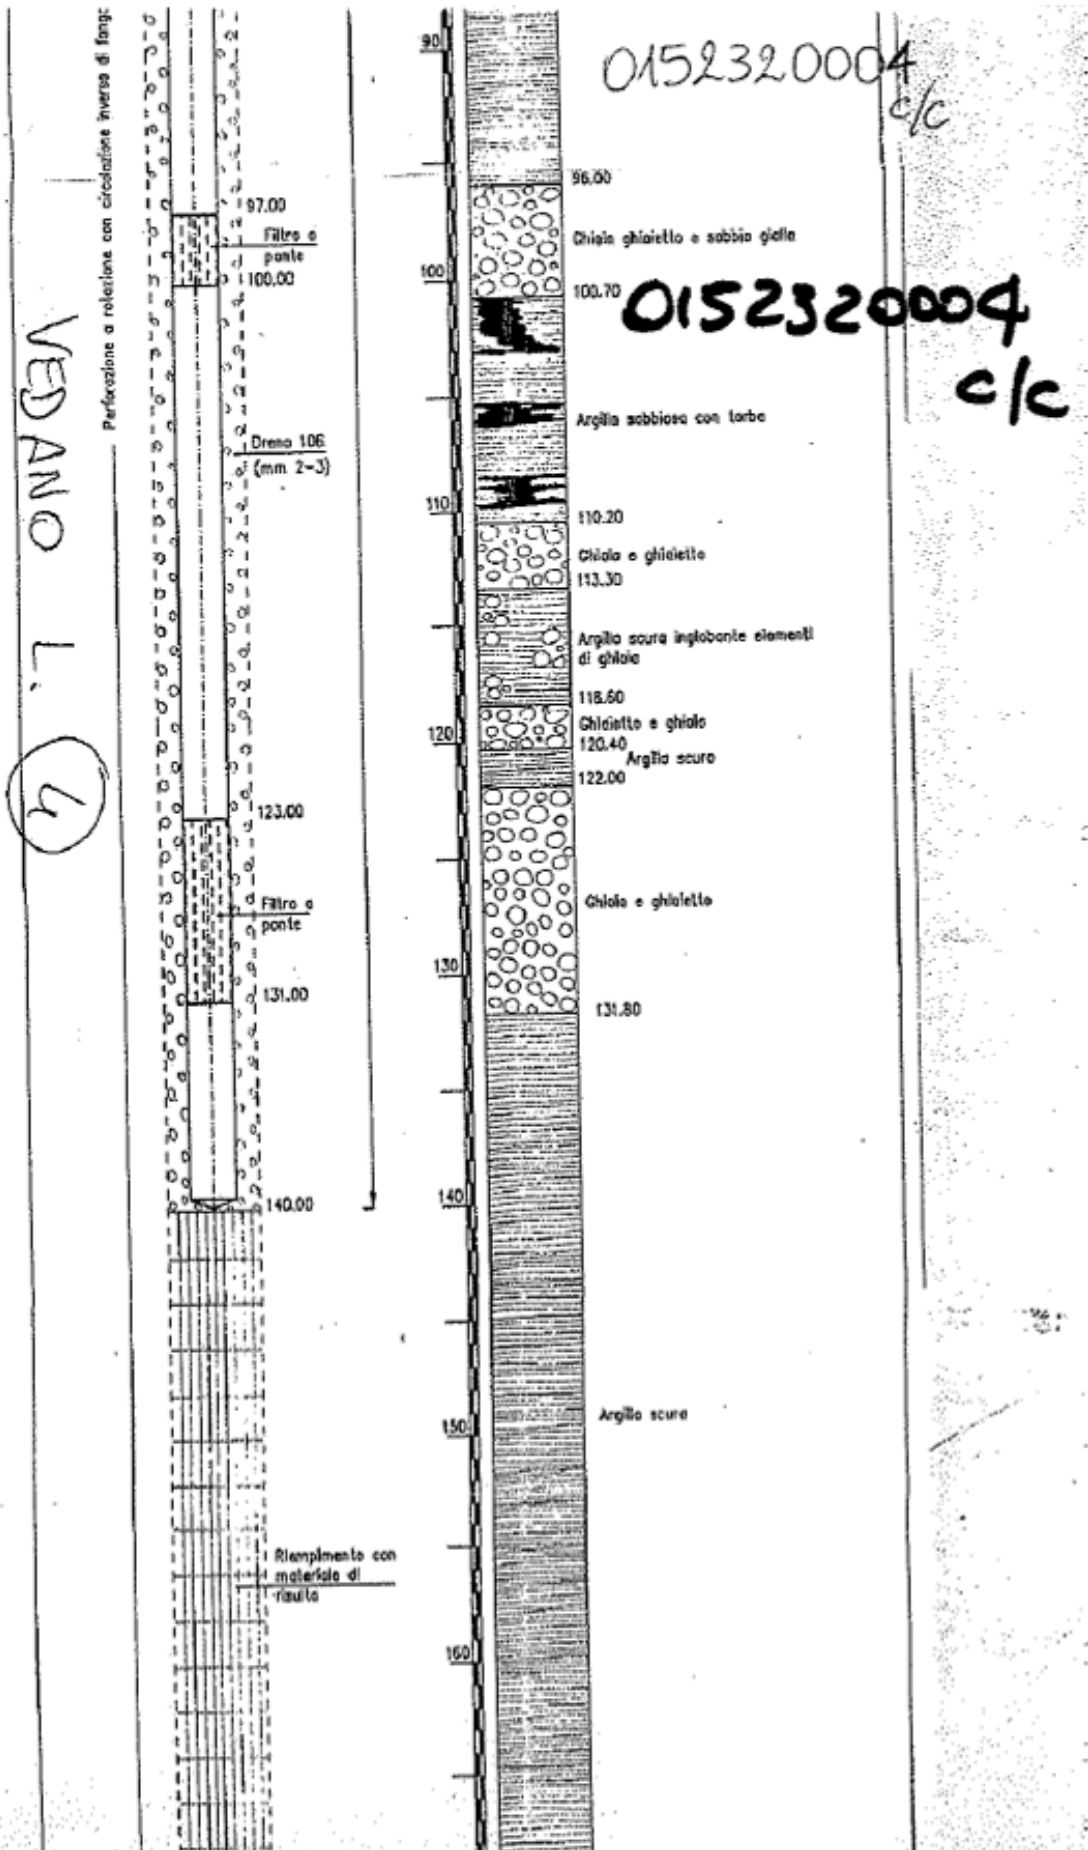 Perforazione a rotazione con circolazione inversa di fango
VEDANO L. 4
97.00
Filtro a
ponte
100.00
Dreno 106
(mm 2-3)
123.00
Filtro a
ponte
131.00
140.00
Riempimento con
materiale di
risulta
90
100
110
120
130
140
150
160
0152320004
c/c
96.00
Ghiaia ghiaietto e sabbia gialla
100.70
0152320004
c/c
Argilla sabbiosa con torba
110.20
Ghiaia e ghiaietto
113.30
Argilla scura inglobante elementi
di ghiaia
118.60
Ghiaietto e ghiaia
120.40
Argilla scura
122.00
Ghiaia e ghiaietto
131.80
Argilla scura